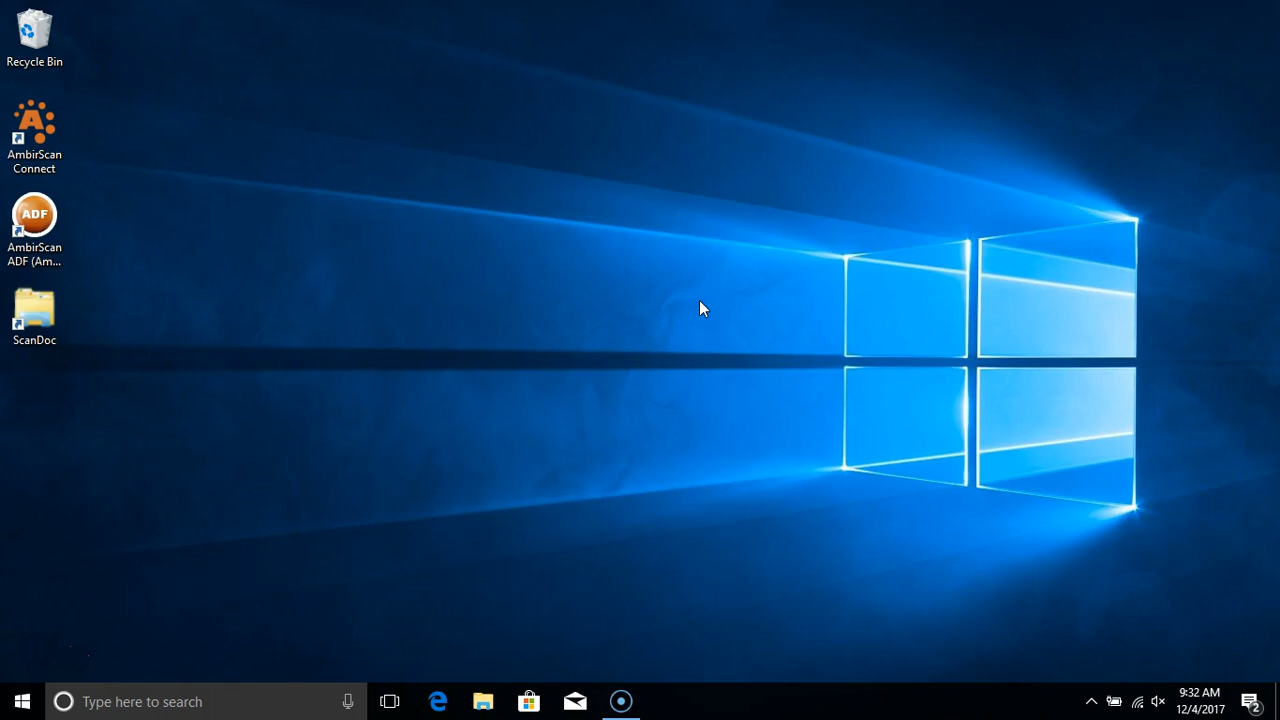 Recycle Bin
A
AmbirScan
Connect
ADF
AmbirScan
ADF (Am...
ScanDoc
Type here to search
9:32 AM
12/4/2017
2